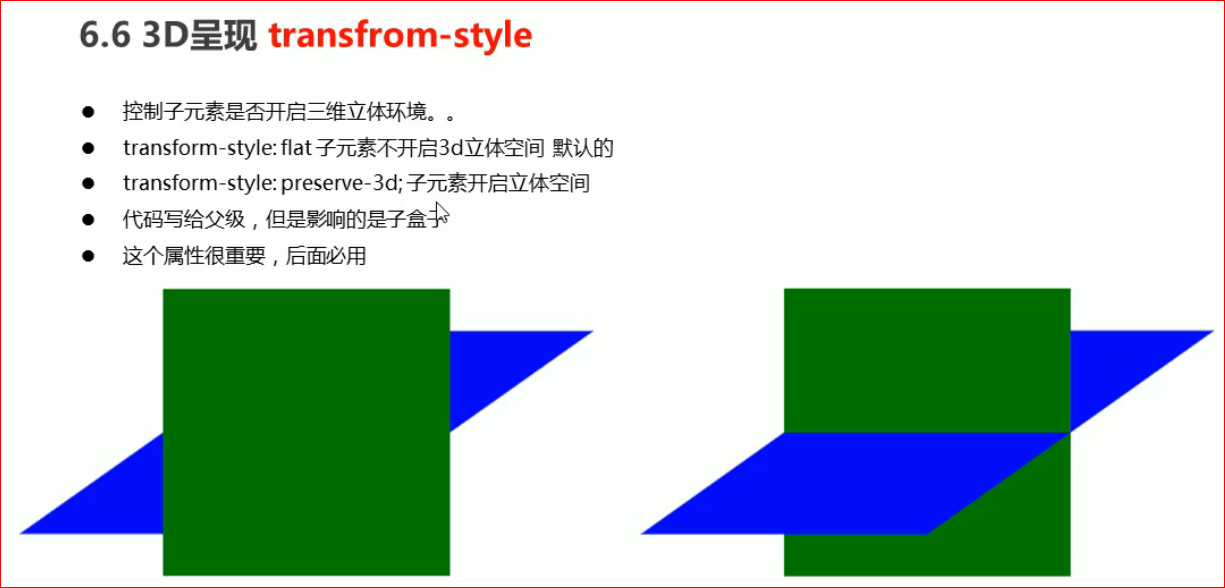 6.6 3D呈现 transfrom-style
● 控制子元素是否开启三维立体环境。。
● transform-style: flat 子元素不开启3d立体空间 默认的
● transform-style: preserve-3d; 子元素开启立体空间
● 代码写给父级，但是影响的是子盒子
● 这个属性很重要，后面必用